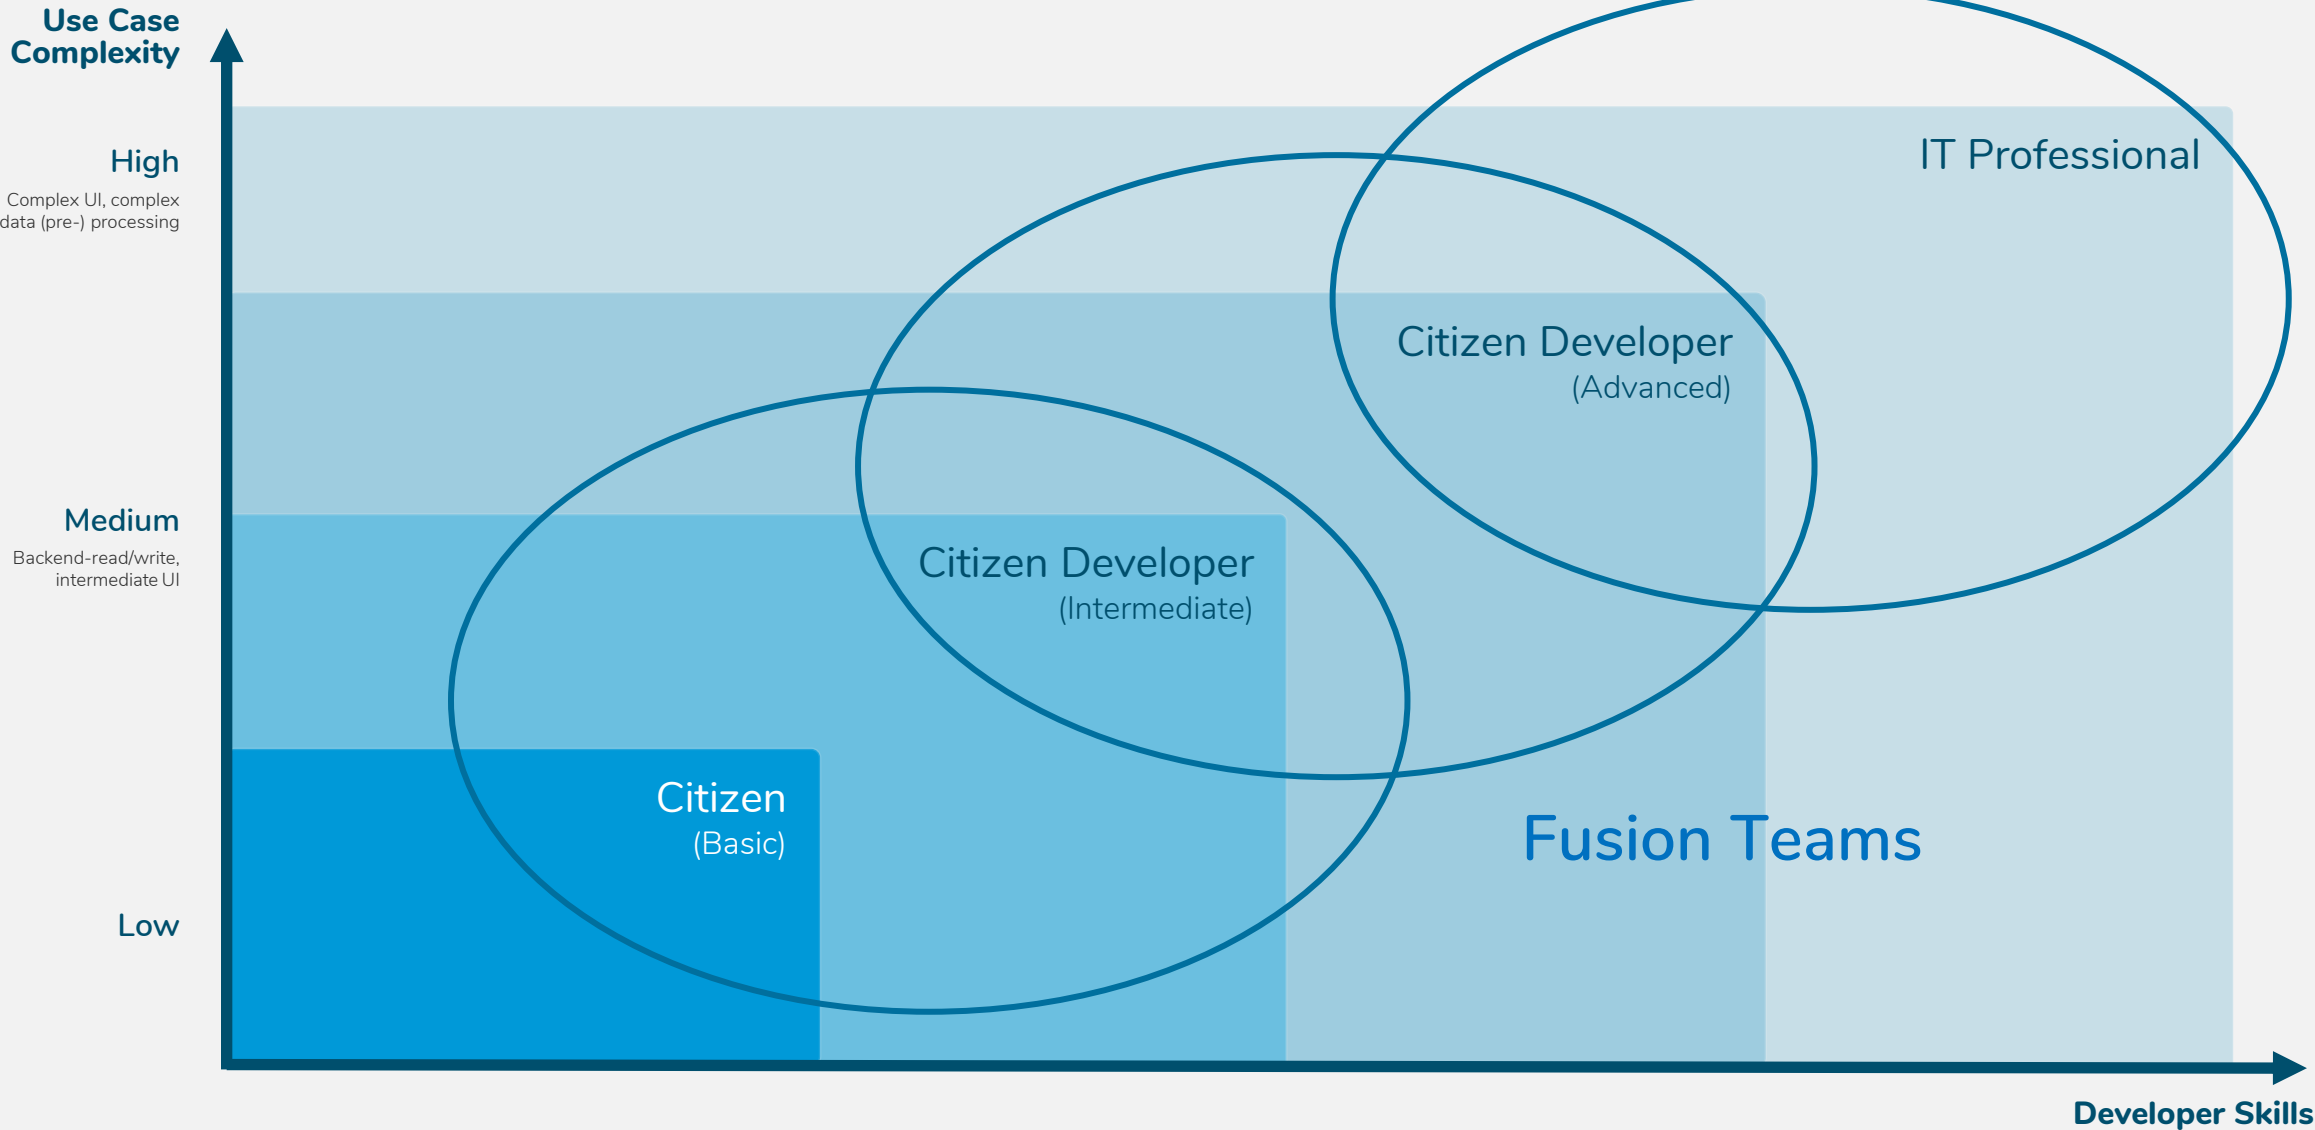 Use Case
Complexity
High
Complex UI, complex
data (pre-) processing
Medium
Backend-read/write,
intermediate UI
Low
IT Professional
Citizen Developer
(Advanced)
Citizen Developer
(Intermediate)
Citizen
(Basic)
Fusion Teams
Developer Skills